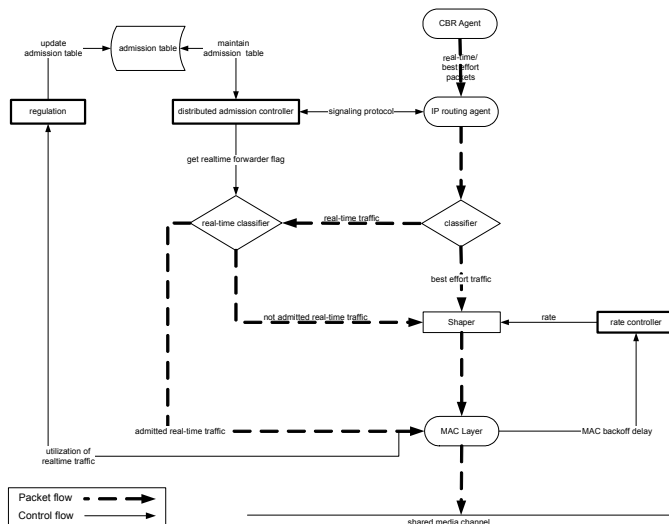 CBR Agent
update
admission table
admission table
maintain
admission table
real-time/
best effort
packets
regulation
distributed admission controller
signaling protocol
IP routing agent
get realtime forwarder flag
real-time classifier
real-time traffic
classifier
best effort traffic
not admitted real-time traffic
Shaper
rate
rate controller
admitted real-time traffic
MAC Layer
MAC backoff delay
utilization of
realtime traffic
Packet flow
Control flow
shared media channel